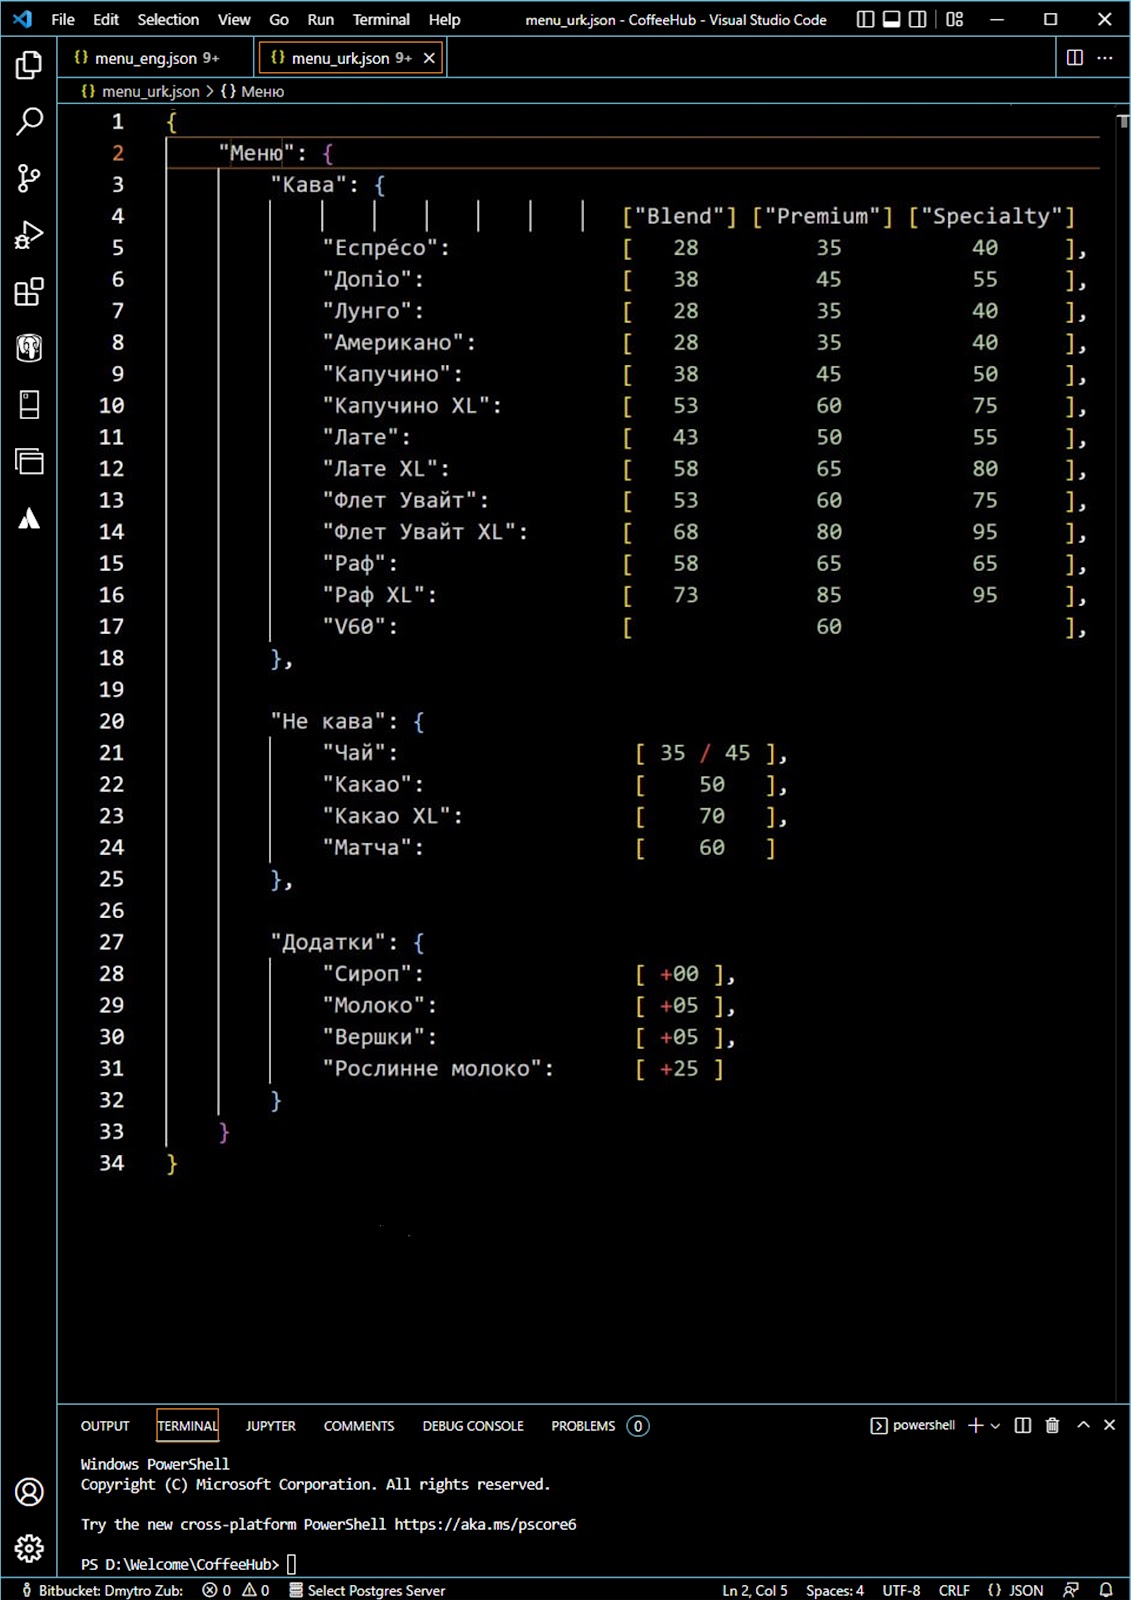 File Edit Selection View Go Run Terminal Help menu_urk.json - CoffeeHub - Visual Studio Code
{} menu_eng.json 9+ {} menu_urk.json 9+
{} menu_urk.json > {} Меню
1 {
2 "Меню": {
3 "Кава": {
4 ["Blend"] ["Premium"] ["Specialty"]
5 "Еспрéсо": [ 28 35 40 ],
6 "Допіо": [ 38 45 55 ],
7 "Лунго": [ 28 35 40 ],
8 "Американо": [ 28 35 40 ],
9 "Капучино": [ 38 45 50 ],
10 "Капучино XL": [ 53 60 75 ],
11 "Лате": [ 43 50 55 ],
12 "Лате XL": [ 58 65 80 ],
13 "Флет Увайт": [ 53 60 75 ],
14 "Флет Увайт XL": [ 68 80 95 ],
15 "Раф": [ 58 65 65 ],
16 "Раф XL": [ 73 85 95 ],
17 "V60": [ 60 ],
18 },
19
20 "Не кава": {
21 "Чай": [ 35 / 45 ],
22 "Какао": [ 50 ],
23 "Какао XL": [ 70 ],
24 "Матча": [ 60 ]
25 },
26
27 "Додатки": {
28 "Сироп": [ +00 ],
29 "Молоко": [ +05 ],
30 "Вершки": [ +05 ],
31 "Рослинне молоко": [ +25 ]
32 }
33 }
34 }
OUTPUT TERMINAL JUPYTER COMMENTS DEBUG CONSOLE PROBLEMS 0 powershell
Windows PowerShell
Copyright (C) Microsoft Corporation. All rights reserved.
Try the new cross-platform PowerShell https://aka.ms/pscore6
PS D:\Welcome\CoffeeHub>
Bitbucket: Dmytro Zub: 0 0 Select Postgres Server Ln 2, Col 5 Spaces: 4 UTF-8 CRLF {} JSON